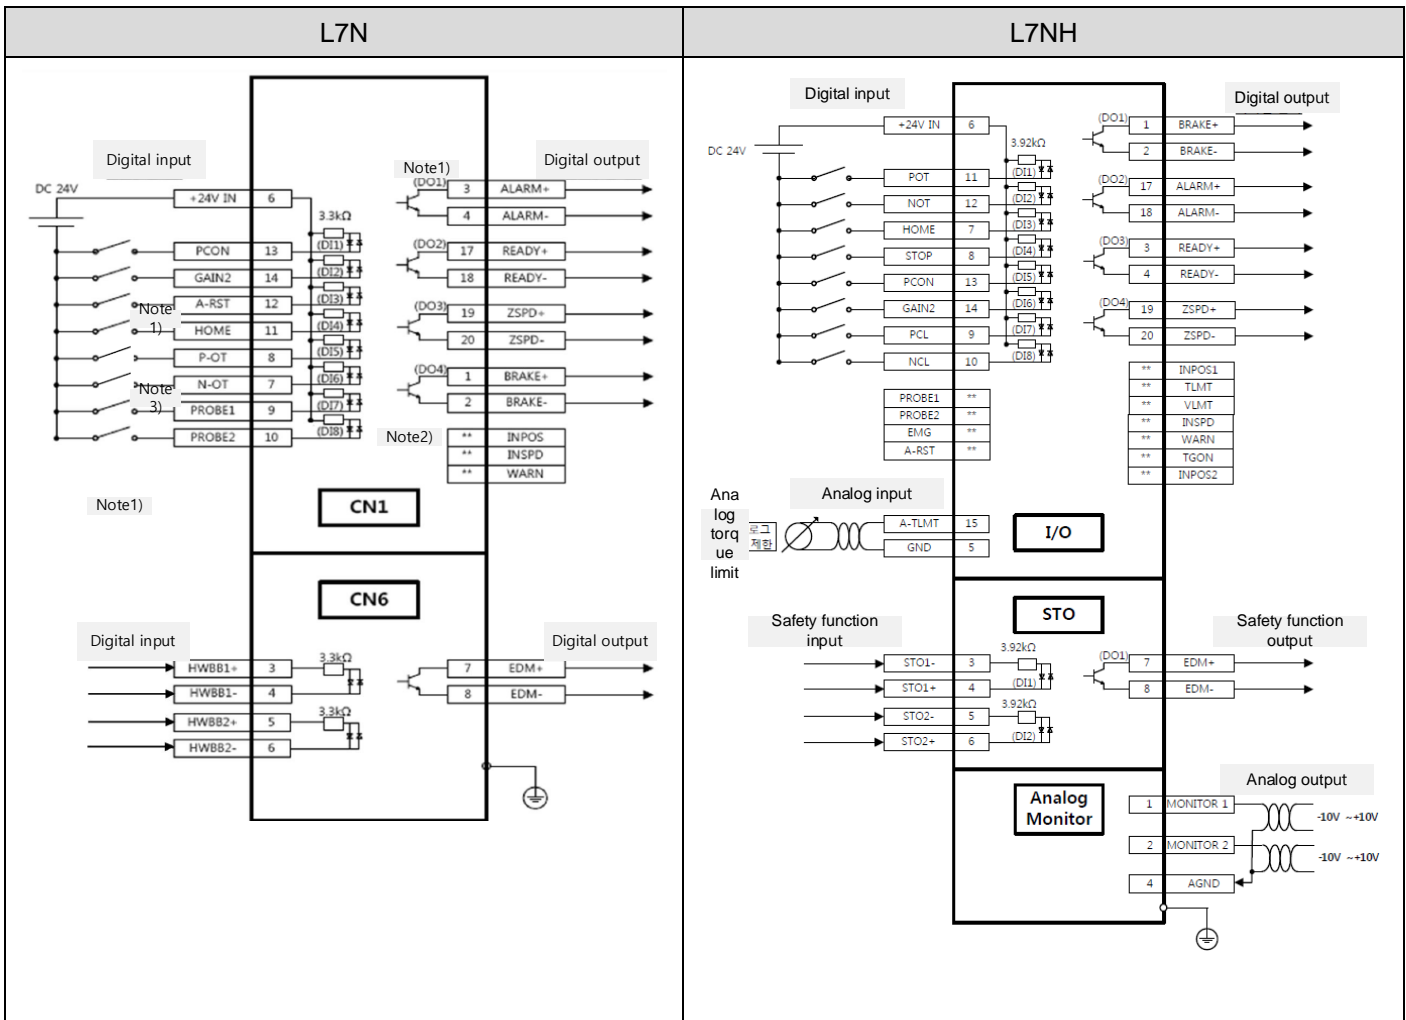 L7N
L7NH
Digital input
DC 24V
+24V IN 6
3.3kΩ
PCON 13 (DI1)
GAIN2 14 (DI2)
A-RST 12 (DI3)
Note
1)
HOME 11 (DI4)
P-OT 8 (DI5)
N-OT 7 (DI6)
Note
3)
PROBE1 9 (DI7)
PROBE2 10 (DI8)
Note1)
Note1)
Digital output
(DO1) 3 ALARM+
4 ALARM-
(DO2) 17 READY+
18 READY-
(DO3) 19 ZSPD+
20 ZSPD-
(DO4) 1 BRAKE+
2 BRAKE-
Note2)
** INPOS
** INSPD
** WARN
CN1
CN6
Digital input
HWBB1+ 3 3.3kΩ
HWBB1- 4
HWBB2+ 5 3.3kΩ
HWBB2- 6
Digital output
7 EDM+
8 EDM-
Digital input
+24V IN 6
DC 24V
3.92kΩ
POT 11 (DI1)
NOT 12 (DI2)
HOME 7 (DI3)
STOP 8 (DI4)
PCON 13 (DI5)
GAIN2 14 (DI6)
PCL 9 (DI7)
NCL 10 (DI8)
PROBE1 **
PROBE2 **
EMG **
A-RST **
Digital output
(DO1) 1 BRAKE+
2 BRAKE-
(DO2) 17 ALARM+
18 ALARM-
(DO3) 3 READY+
4 READY-
(DO4) 19 ZSPD+
20 ZSPD-
** INPOS1
** TLMT
** VLMT
** INSPD
** WARN
** TGON
** INPOS2
Analog input
Ana
log
torq
ue
limit
로그
제한
A-TLMT 15
GND 5
I/O
STO
Safety function
input
STO1- 3 3.92kΩ
STO1+ 4 (DI1)
STO2- 5 3.92kΩ
STO2+ 6 (DI2)
Safety function
output
(DO1) 7 EDM+
8 EDM-
Analog
Monitor
Analog output
1 MONITOR 1 -10V ~+10V
2 MONITOR 2 -10V ~+10V
4 AGND